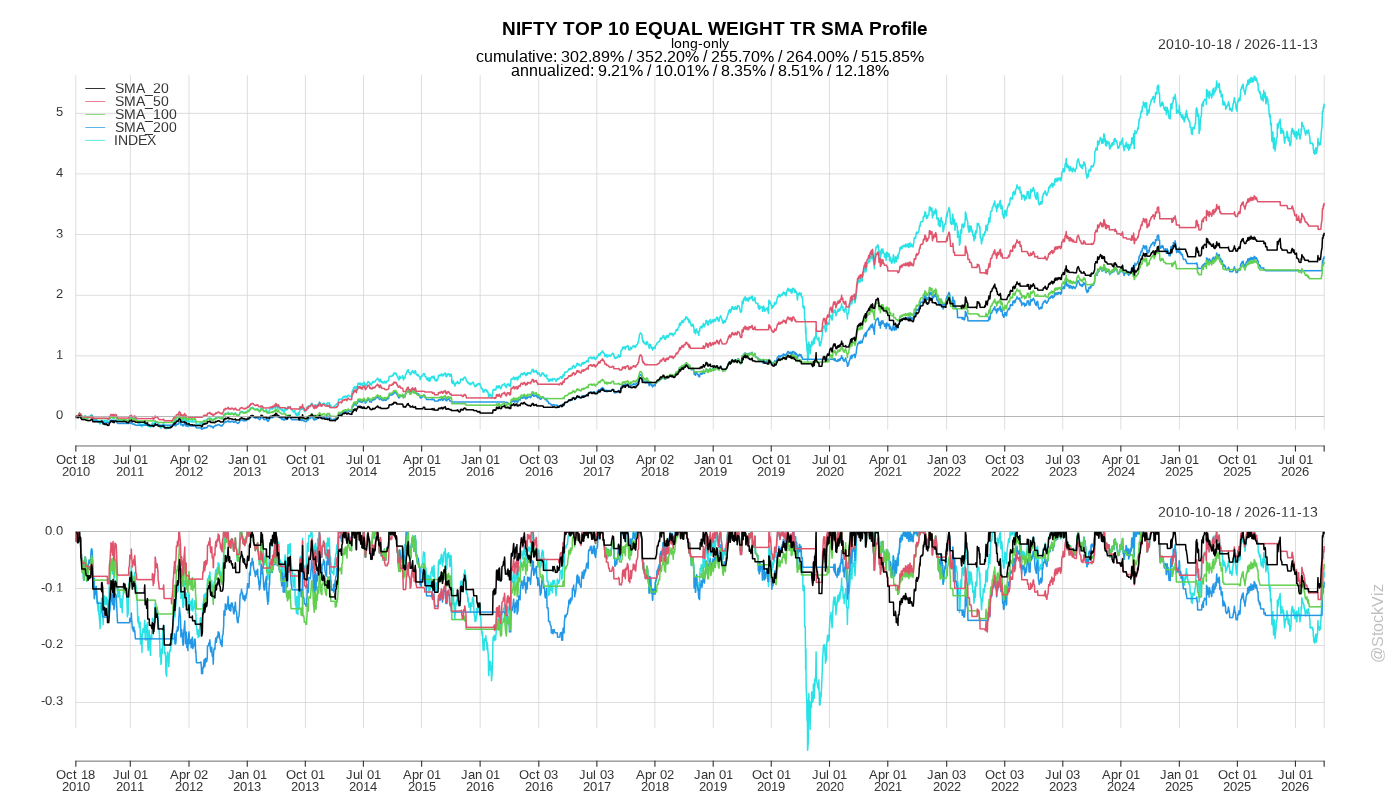 NIFTY TOP 10 EQUAL WEIGHT TR SMA Profile
long-only
2010-10-18 / 2026-11-13
cumulative: 302.89% / 352.20% / 255.70% / 264.00% / 515.85%
annualized: 9.21% / 10.01% / 8.35% / 8.51% / 12.18%
SMA_20
SMA_50
SMA_100
SMA_200
INDEX
5
4
3
2
1
0
Oct 18 Jul 01 Apr 02 Jan 01 Oct 01 Jul 01 Apr 01 Jan 01 Oct 03 Jul 03 Apr 02 Jan 01 Oct 01 Jul 01 Apr 01 Jan 03 Oct 03 Jul 03 Apr 01 Jan 01 Oct 01 Jul 01
2010 2011 2012 2013 2013 2014 2015 2016 2016 2017 2018 2019 2019 2020 2021 2022 2022 2023 2024 2025 2025 2026
2010-10-18 / 2026-11-13
0.0
-0.1
-0.2
-0.3
Oct 18 Jul 01 Apr 02 Jan 01 Oct 01 Jul 01 Apr 01 Jan 01 Oct 03 Jul 03 Apr 02 Jan 01 Oct 01 Jul 01 Apr 01 Jan 03 Oct 03 Jul 03 Apr 01 Jan 01 Oct 01 Jul 01
2010 2011 2012 2013 2013 2014 2015 2016 2016 2017 2018 2019 2019 2020 2021 2022 2022 2023 2024 2025 2025 2026
@StockViz